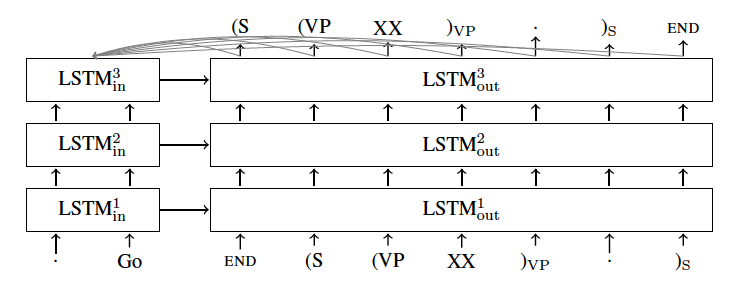 (S (VP XX )VP . )S END
LSTM³in LSTM³out
LSTM²in LSTM²out
LSTM¹in LSTM¹out
. Go END (S (VP XX )VP . )S